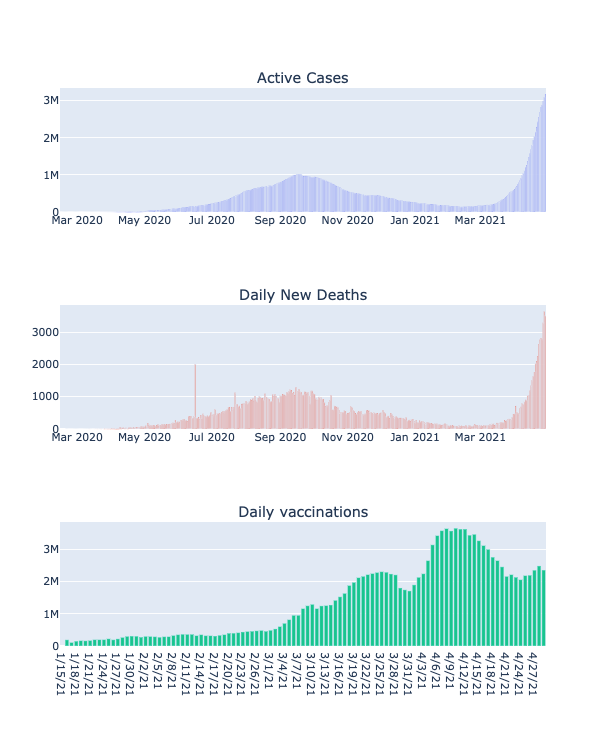 Active Cases
3M
2M
1M
0
Mar 2020 May 2020 Jul 2020 Sep 2020 Nov 2020 Jan 2021 Mar 2021
Daily New Deaths
3000
2000
1000
0
Mar 2020 May 2020 Jul 2020 Sep 2020 Nov 2020 Jan 2021 Mar 2021
Daily vaccinations
3M
2M
1M
0
1/15/21 1/18/21 1/21/21 1/24/21 1/27/21 1/30/21 2/2/21 2/5/21 2/8/21 2/11/21 2/14/21 2/17/21 2/20/21 2/23/21 2/26/21 3/1/21 3/4/21 3/7/21 3/10/21 3/13/21 3/16/21 3/19/21 3/22/21 3/25/21 3/28/21 3/31/21 4/3/21 4/6/21 4/9/21 4/12/21 4/15/21 4/18/21 4/21/21 4/24/21 4/27/21